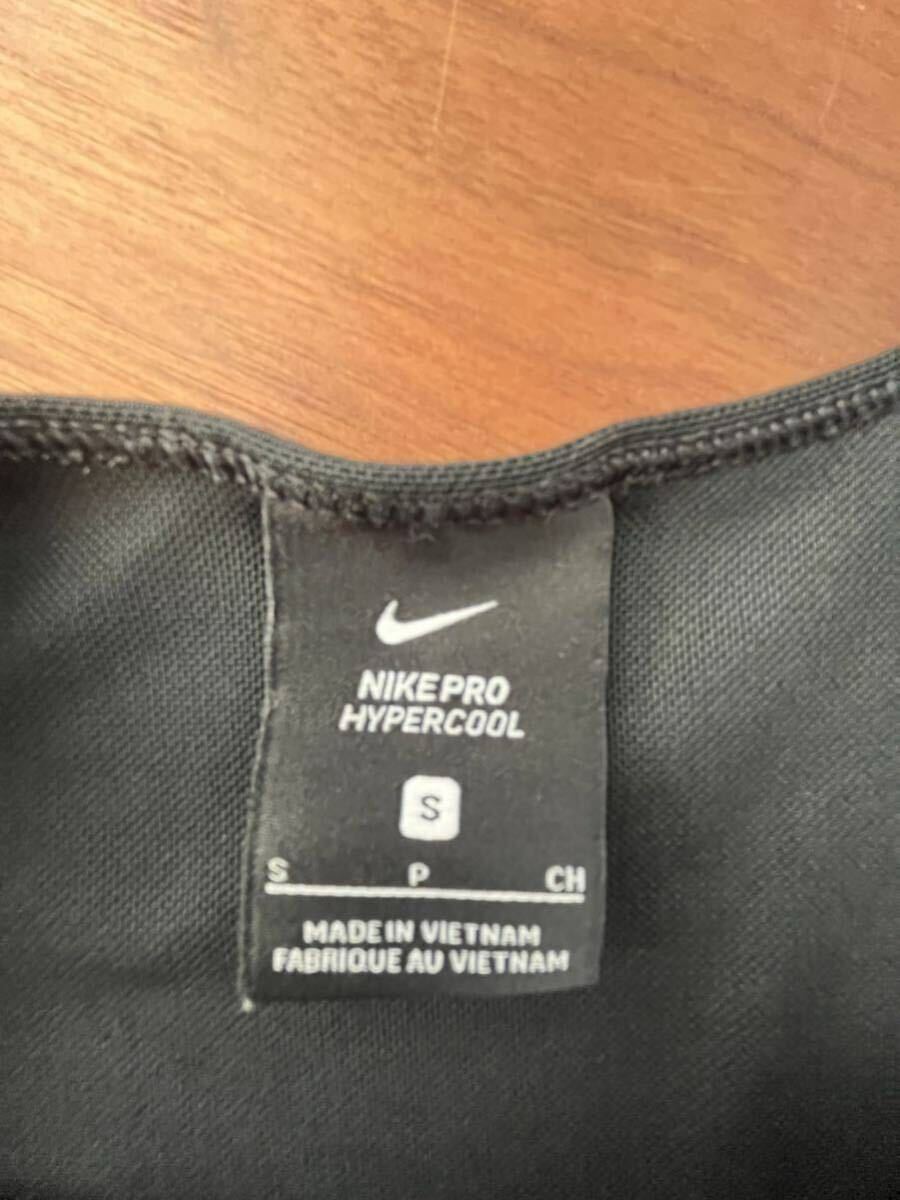 NIKE PRO
HYPERCOOL
S
S P CH
MADE IN VIETNAM
FABRIQUE AU VIETNAM